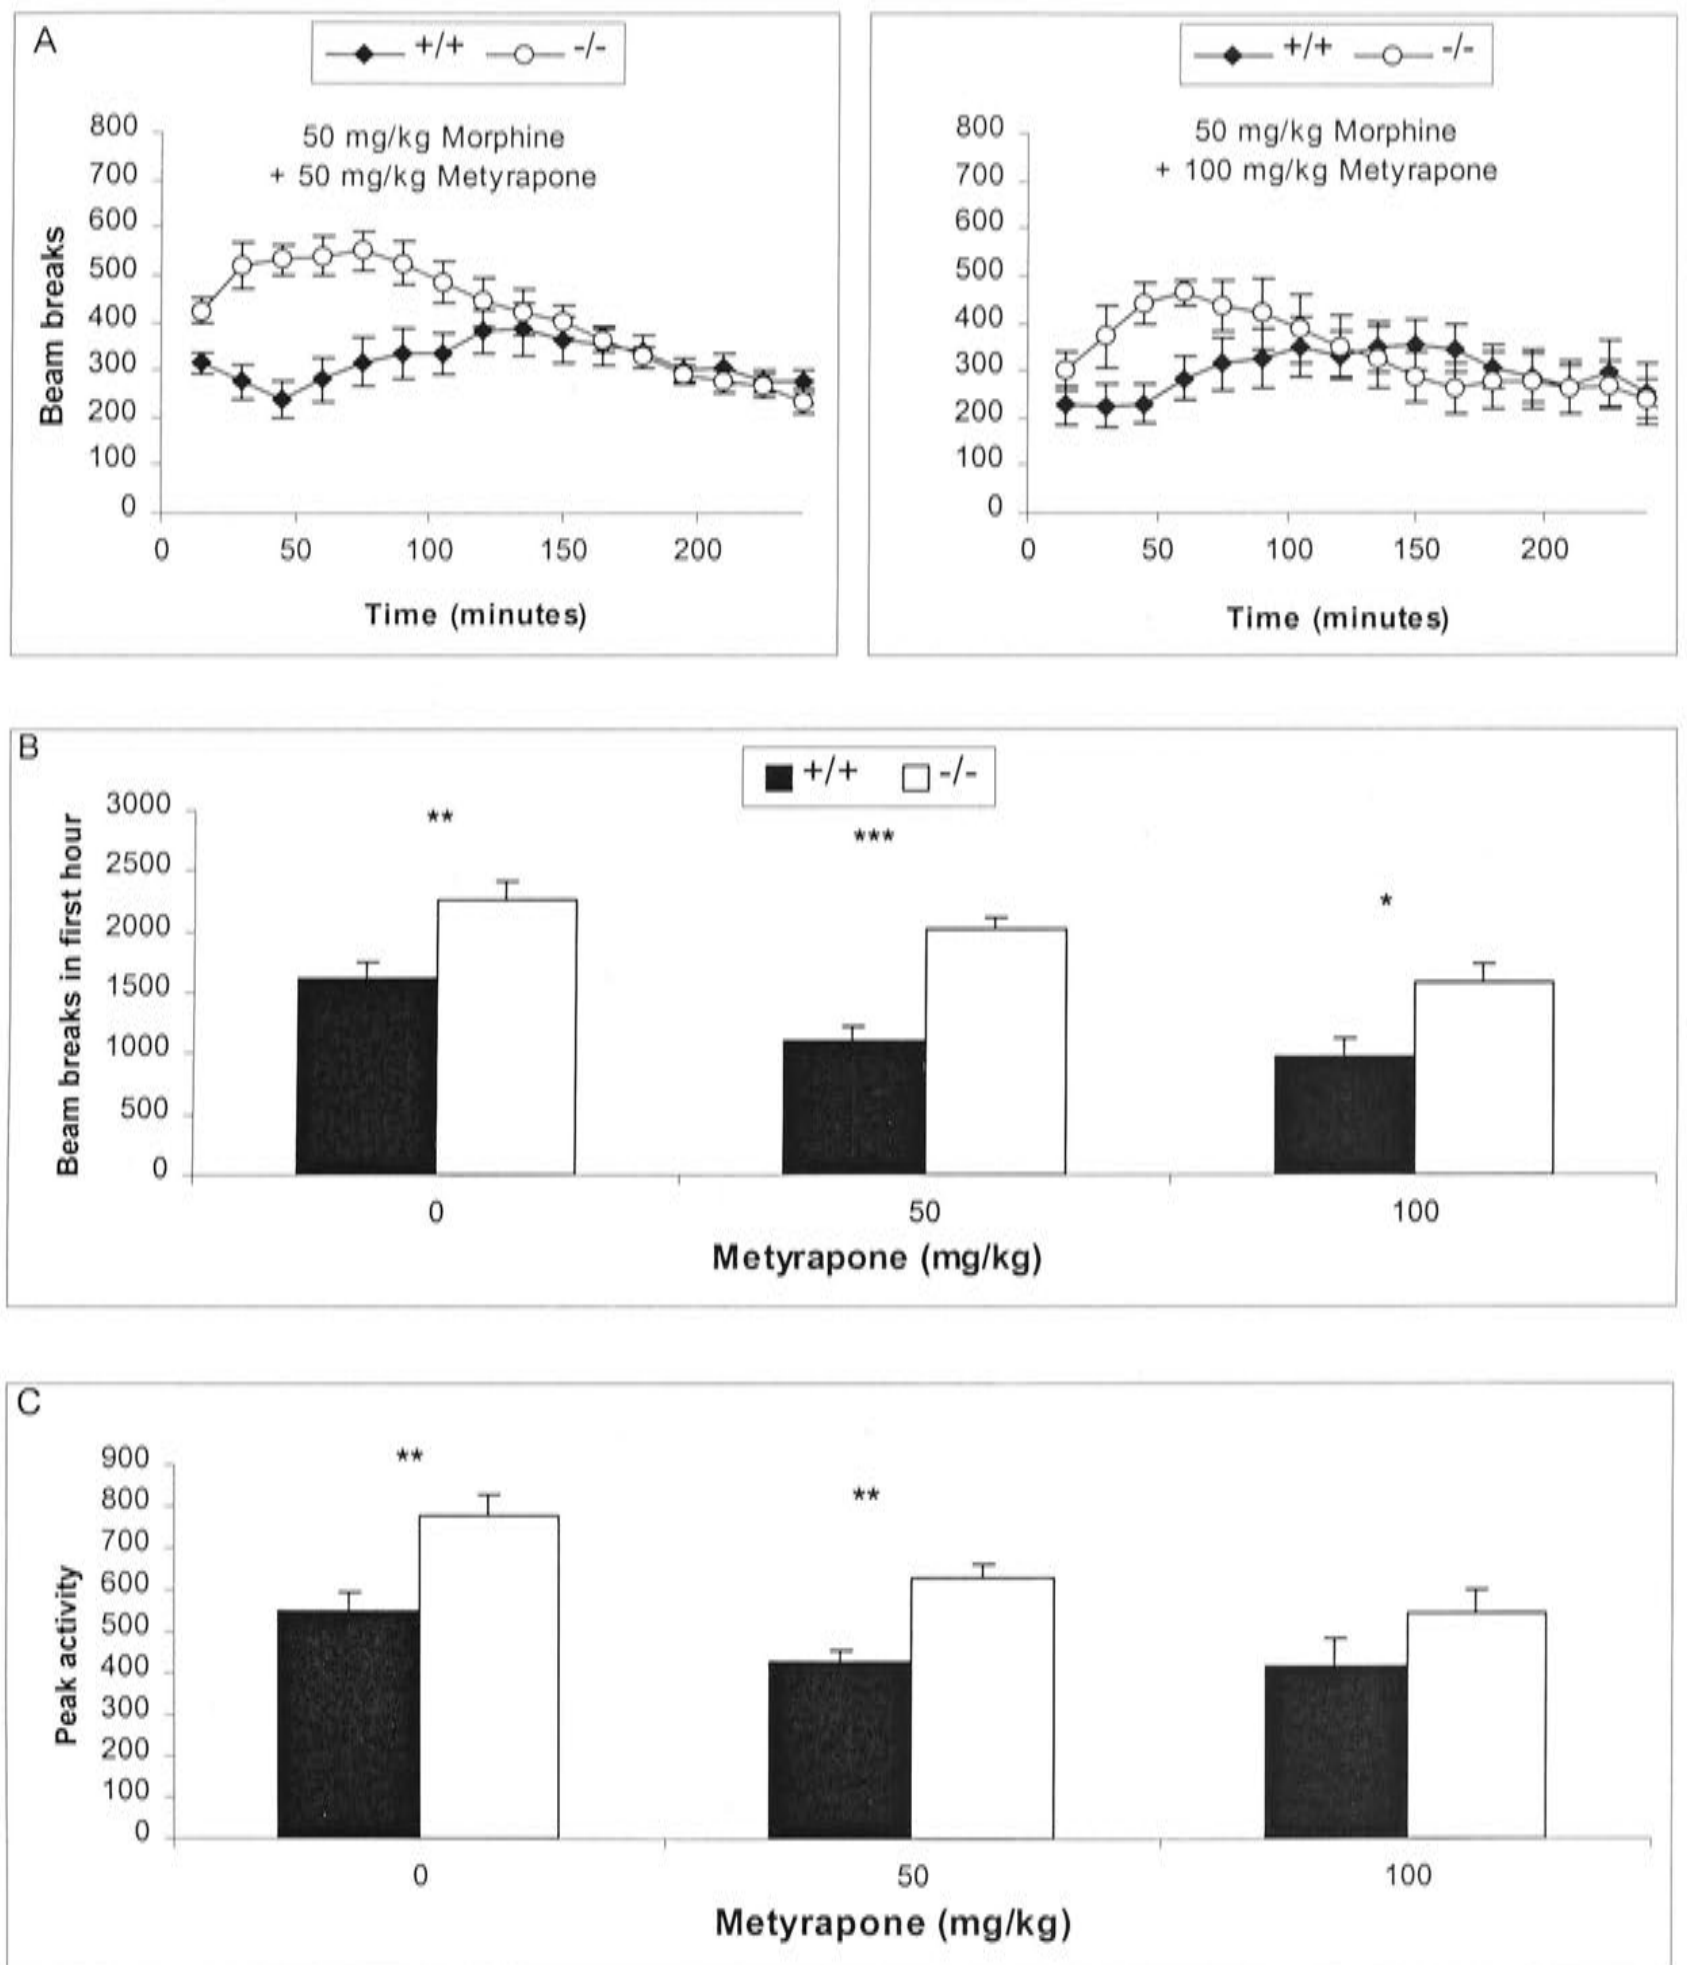 A
+/+ -/-
800
700
600
500
400
300
200
100
0
50 mg/kg Morphine
+ 50 mg/kg Metyrapone
Beam breaks
0 50 100 150 200
Time (minutes)
+/+ -/-
800
700
600
500
400
300
200
100
0
50 mg/kg Morphine
+ 100 mg/kg Metyrapone
0 50 100 150 200
Time (minutes)
B
+/+ -/-
3000
2500
2000
1500
1000
500
0
Beam breaks in first hour
**
***
*
0 50 100
Metyrapone (mg/kg)
C
900
800
700
600
500
400
300
200
100
0
Peak activity
**
**
0 50 100
Metyrapone (mg/kg)